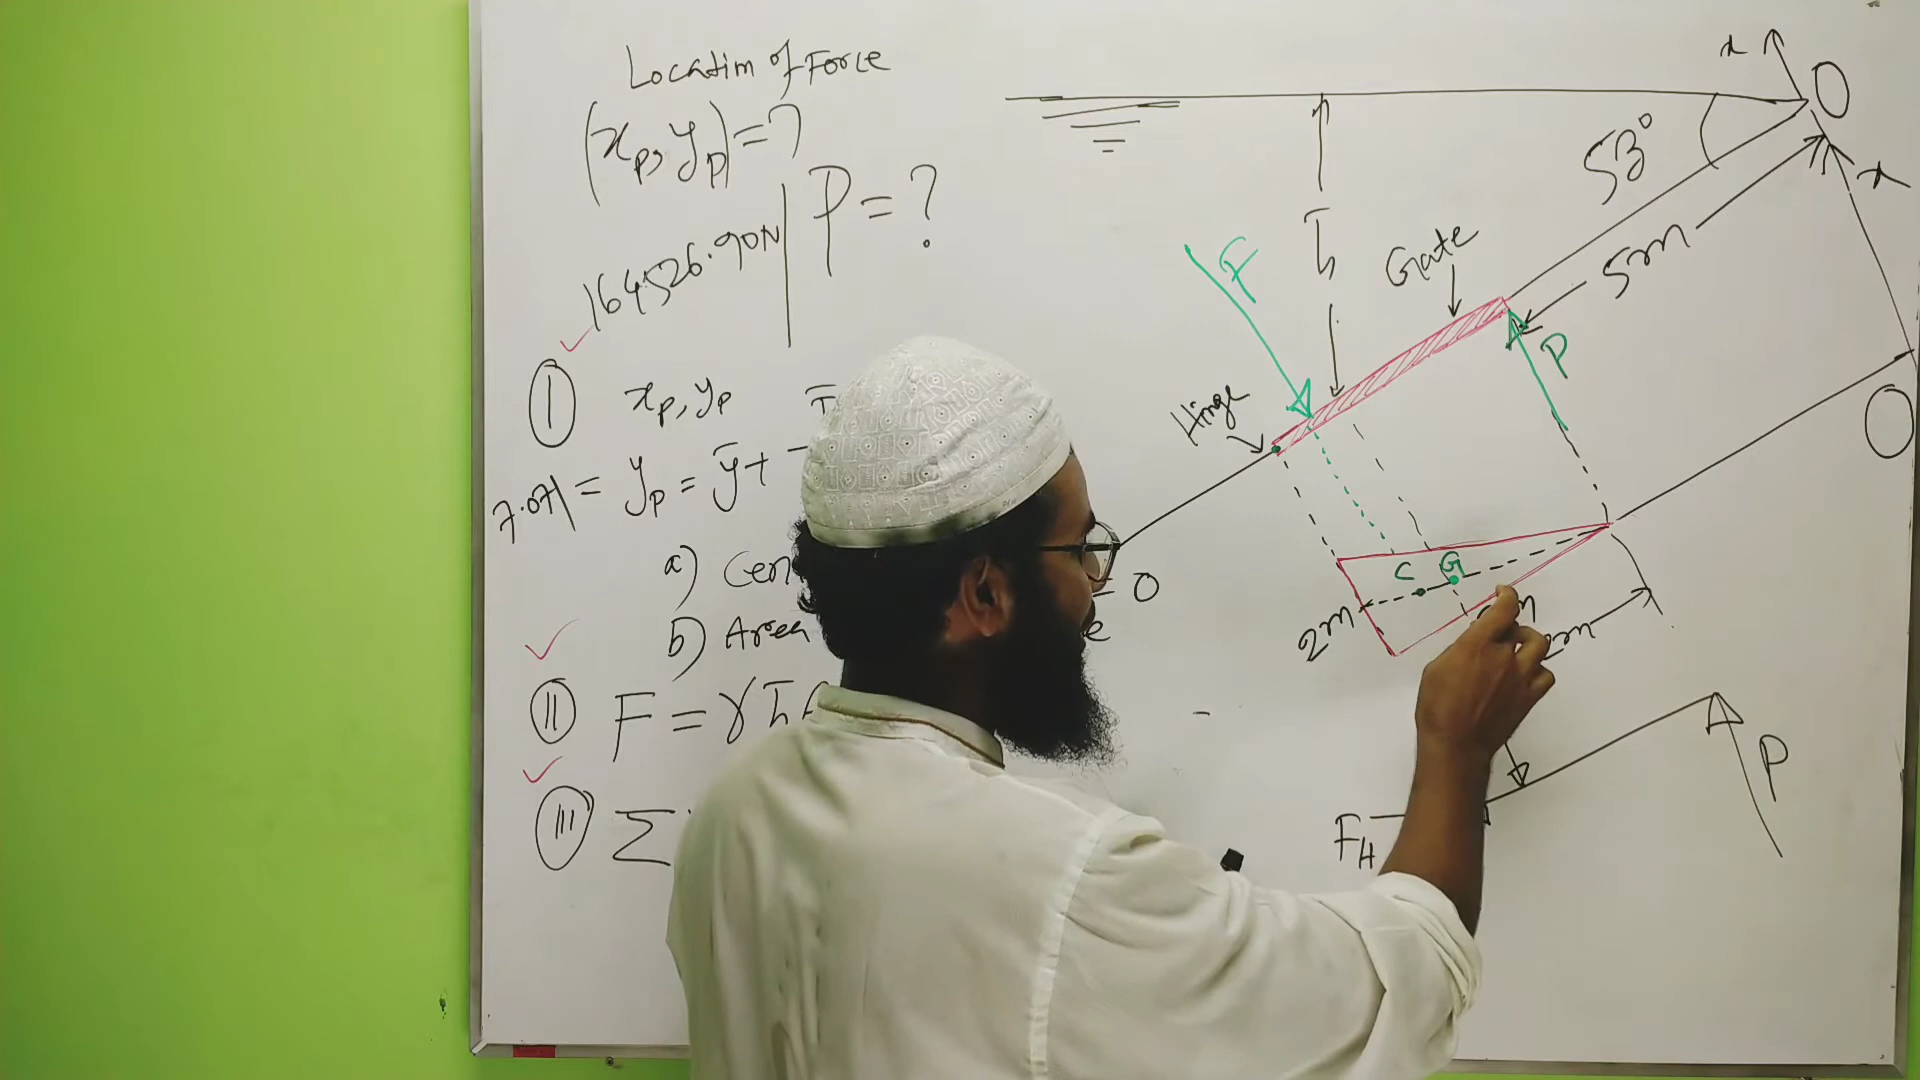 Location of Force
(xp, yp) = ?
164526.90N | P = ?
I xp, yp
7.071 = yp = ȳ +
a) Cen
b) Area
II F = γ h̄ A
III Σ
= 0
x
O
53°
h̄
F
Gate
5m
x
P
Hinge
O
C G
2m
FH
P